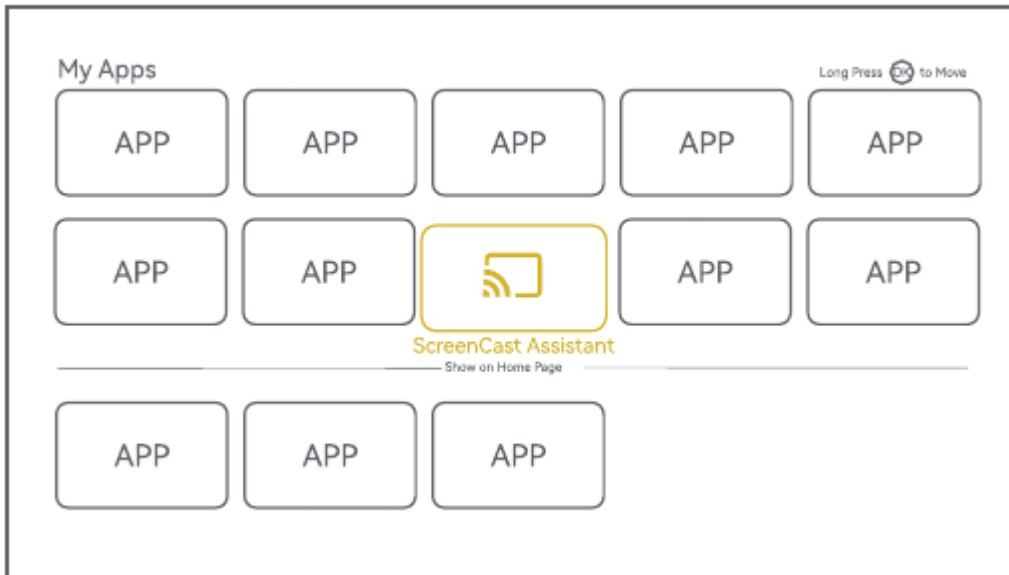 My Apps
Long Press OK to Move
APP APP APP APP APP
APP APP APP APP
ScreenCast Assistant
Show on Home Page
APP APP APP